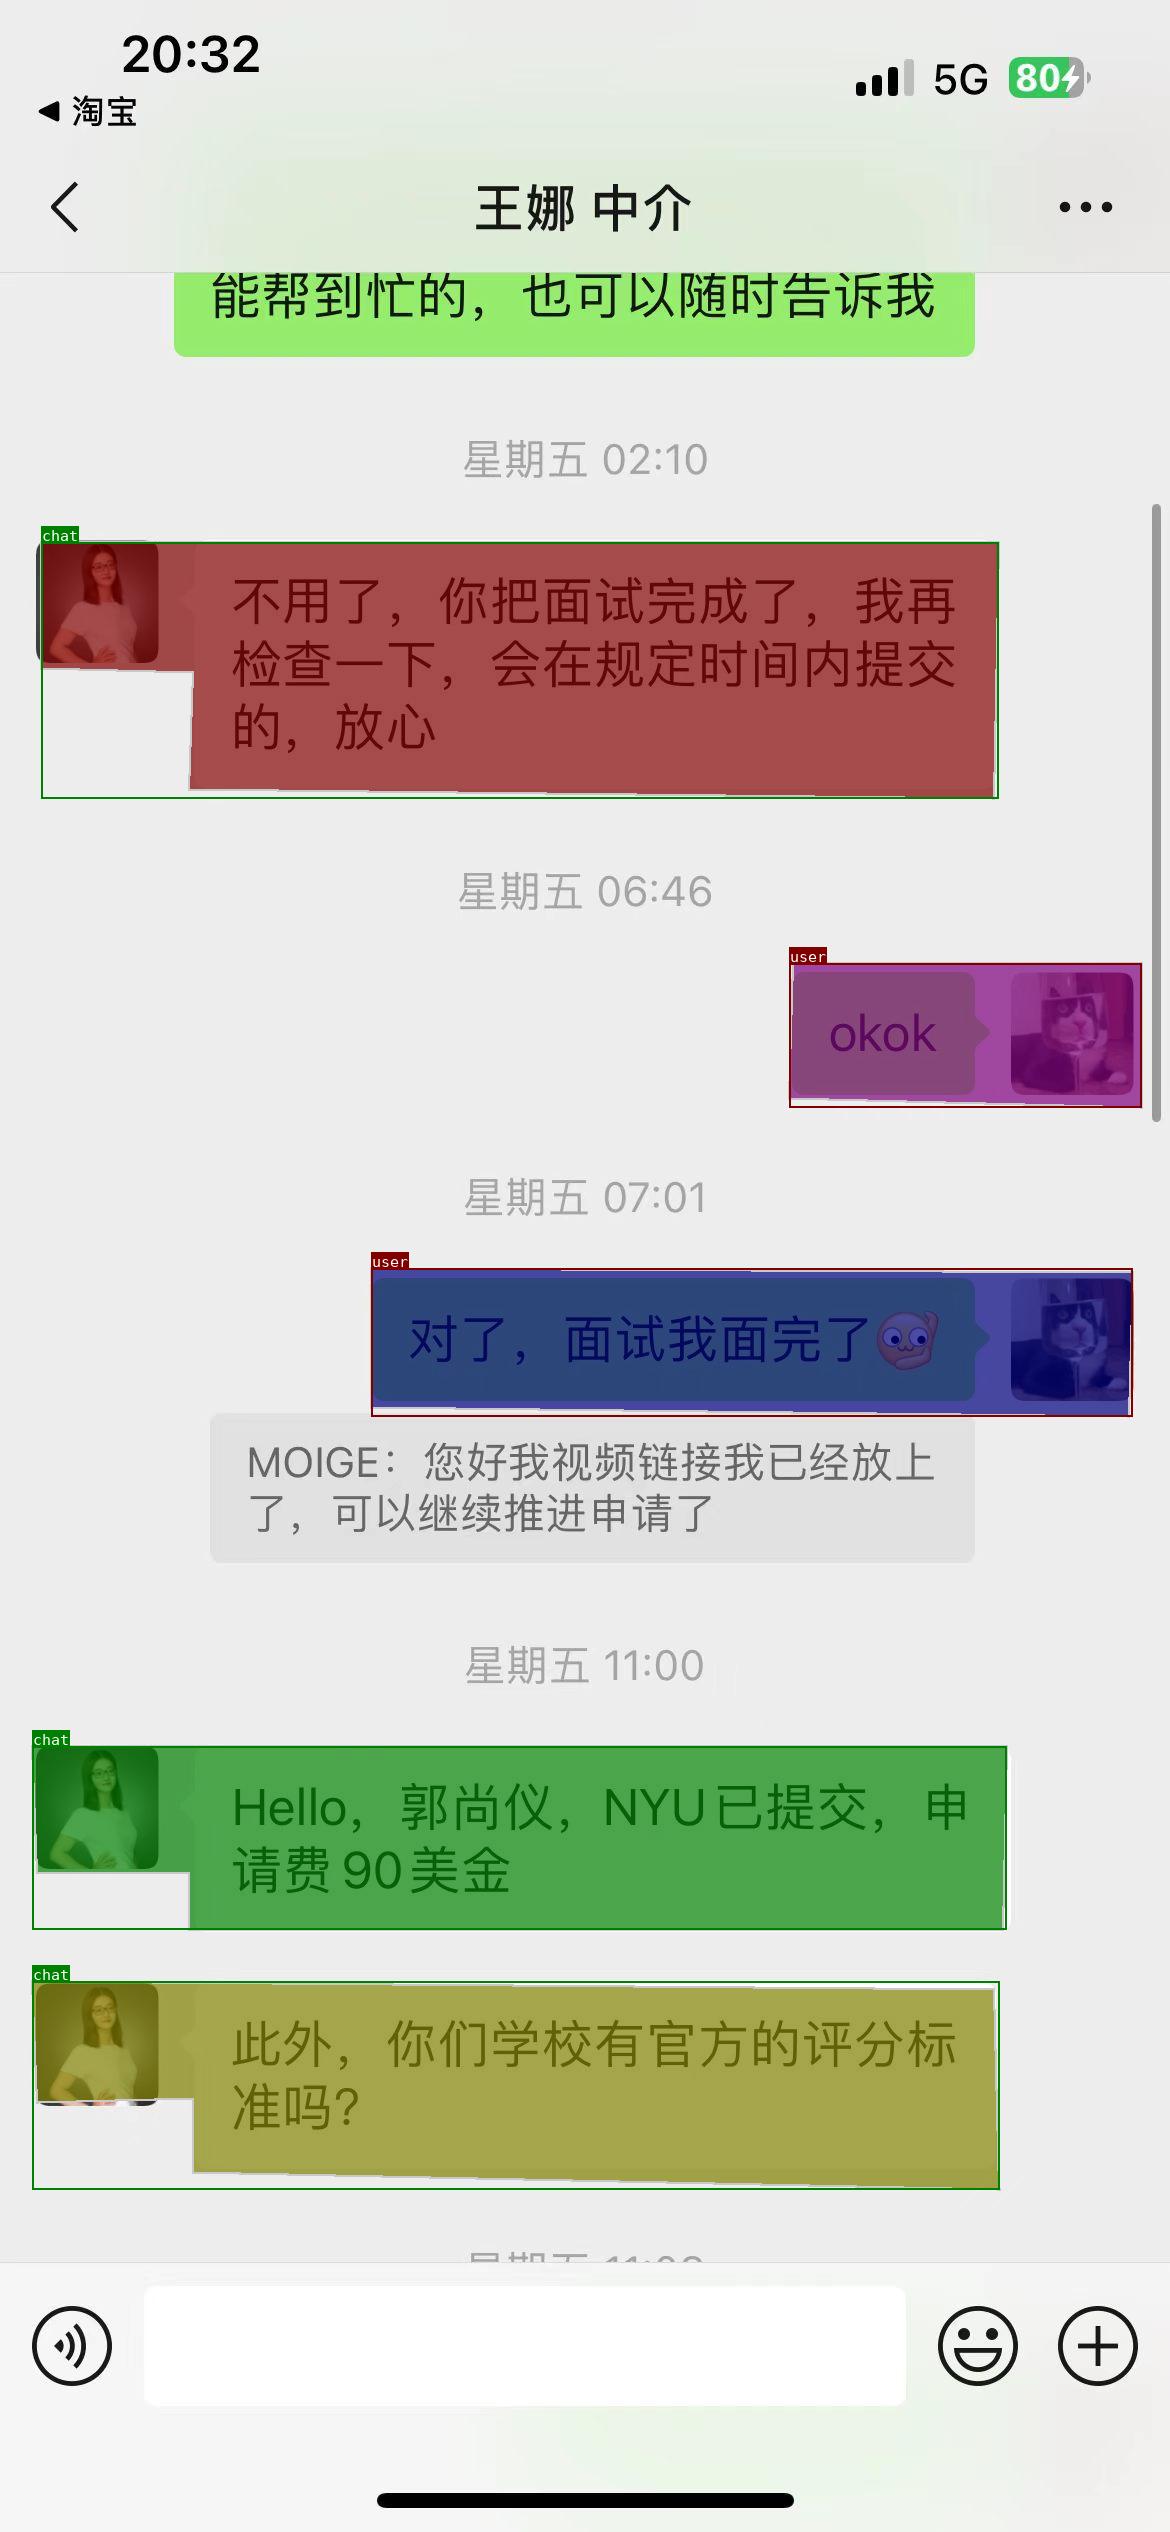 20:32
5G
80
淘宝
王娜 中介
能帮到忙的，也可以随时告诉我
星期五 02:10
chat
不用了，你把面试完成了，我再
检查一下，会在规定时间内提交
的，放心
星期五 06:46
user
okok
星期五 07:01
user
对了，面试我面完了
MOIGE：您好我视频链接我已经放上
了，可以继续推进申请了
星期五 11:00
chat
Hello，郭尚仪，NYU已提交，申
请费90美金
chat
此外，你们学校有官方的评分标
准吗?